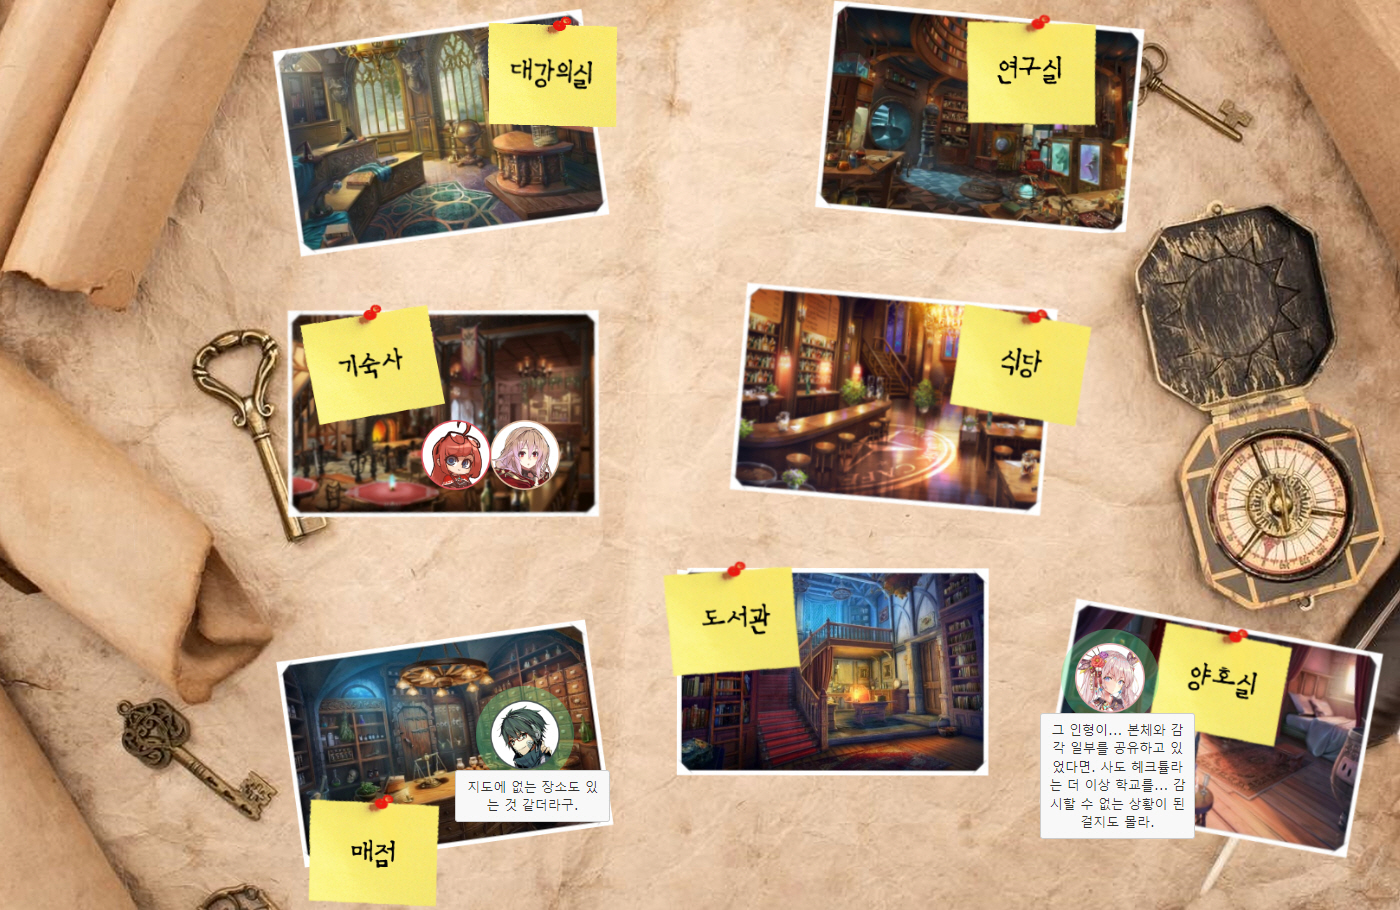 대강의실
연구실
기숙사
식당
도서관
양호실
그 인형이... 본체와 감
각 일부를 공유하고 있
었다면. 사도 헤크틀라
는 더 이상 학교를... 감
시할 수 없는 상황이 된
걸지도 몰라.
지도에 없는 장소도 있
는 것 같더라구.
매점